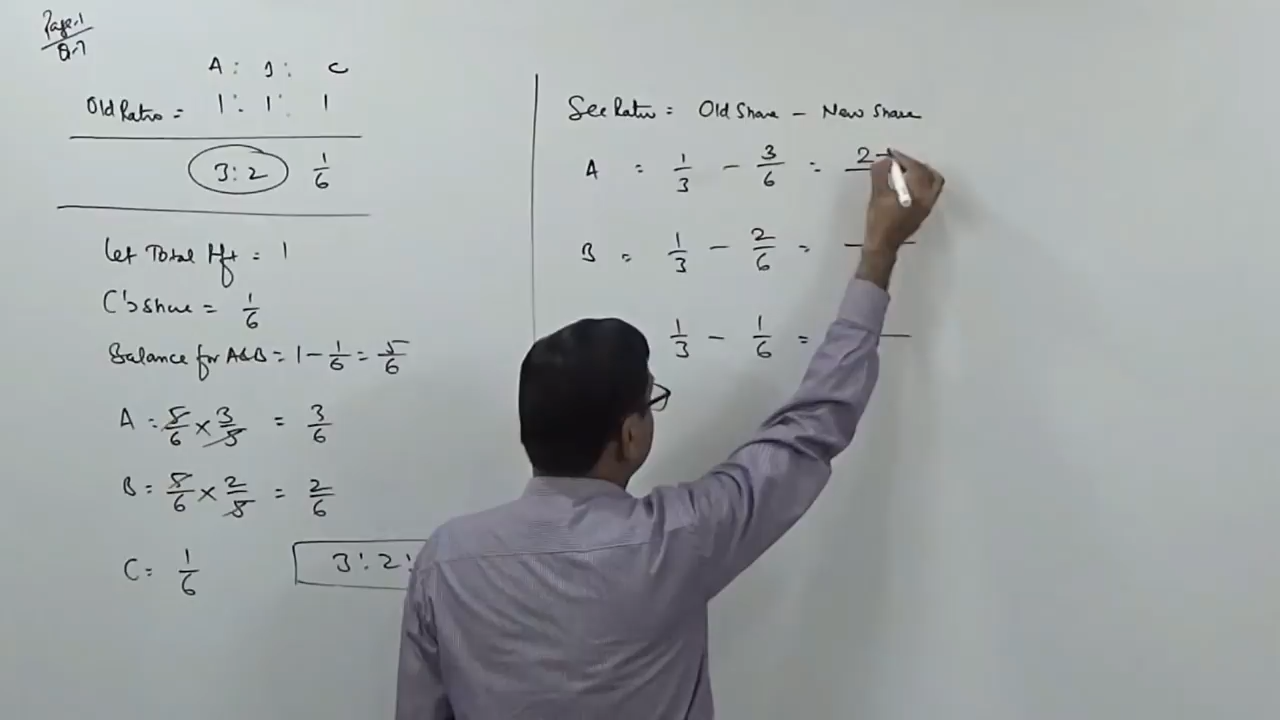 Page-1
Q-7
A : B : C
Old Ratio = 1 : 1 : 1
3:2 1/6
Let Total Pft = 1
C's share = 1/6
Balance for A&B = 1 - 1/6 = 5/6
A = 5/6 × 3/5 = 3/6
B = 5/6 × 2/5 = 2/6
C = 1/6
3:2:
Sac Ratio = Old Share - New Share
A = 1/3 - 3/6 = 2-
B = 1/3 - 2/6 =
1/3 - 1/6 =